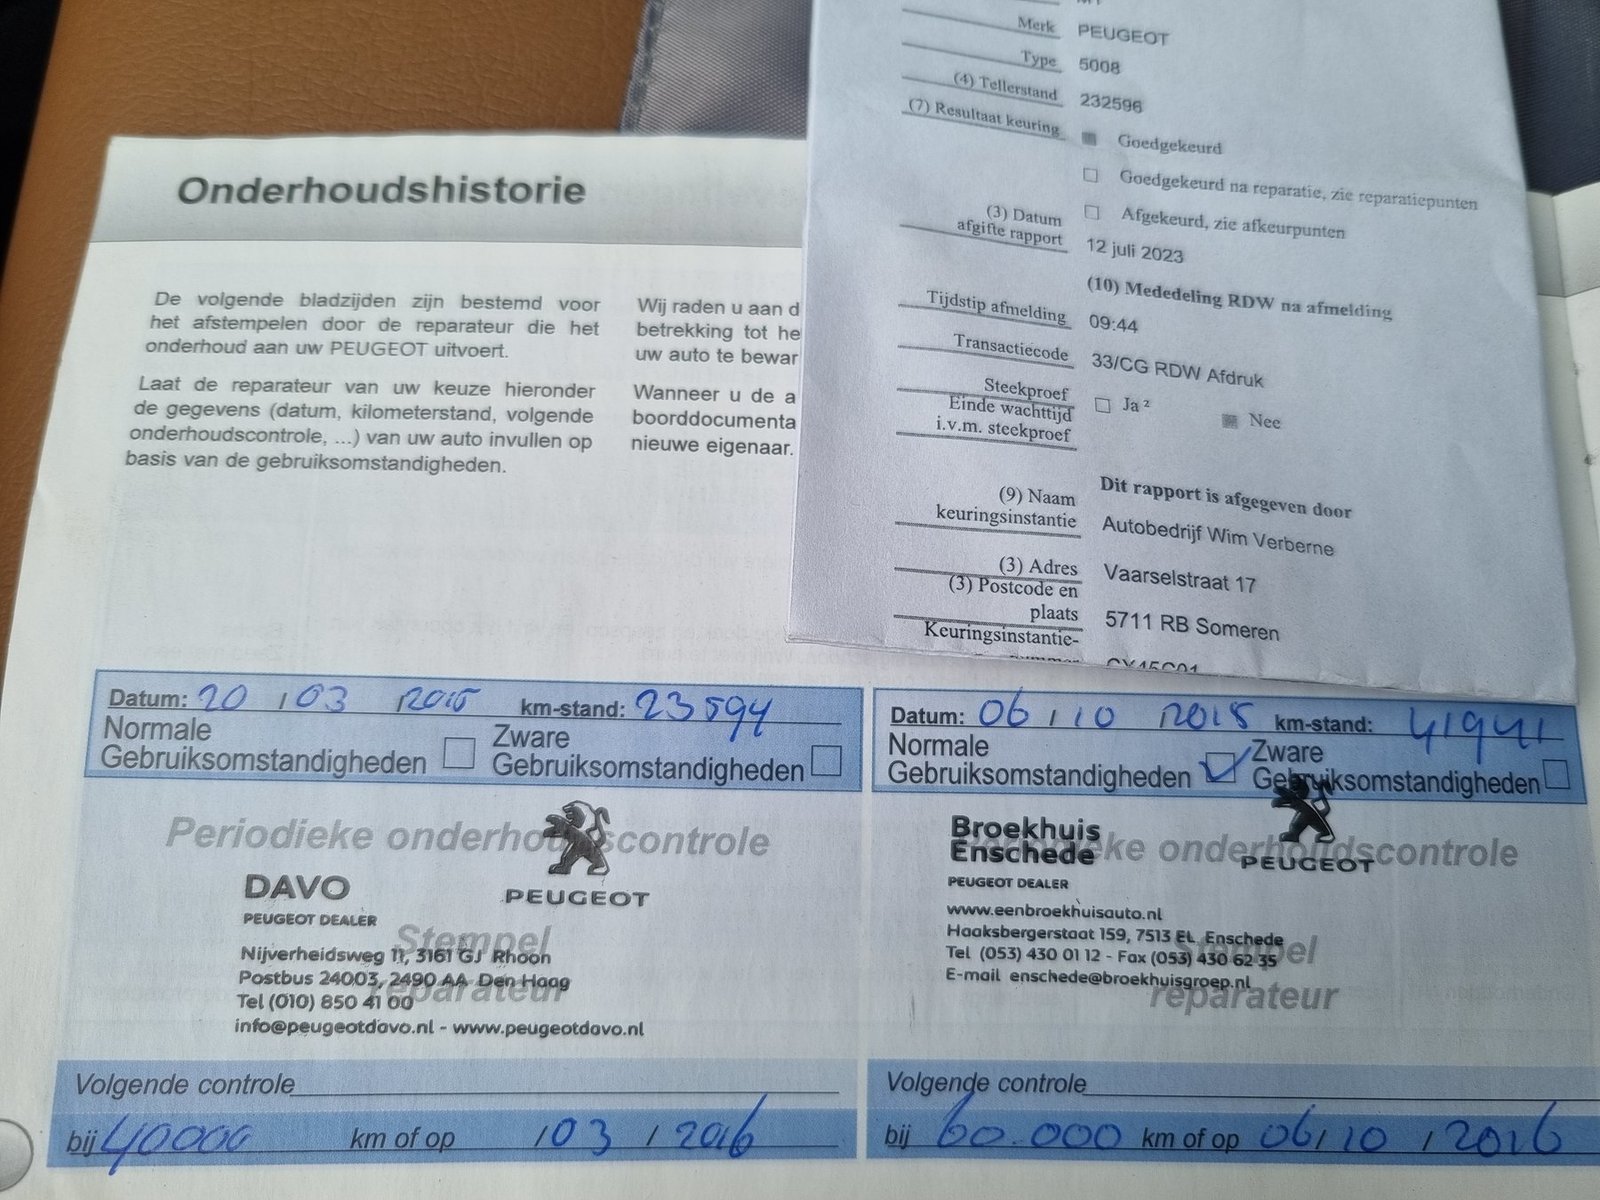 Merk PEUGEOT
Type 5008
(4) Tellerstand 232596
(7) Resultaat keuring
Goedgekeurd
Goedgekeurd na reparatie, zie reparatiepunten
Afgekeurd, zie afkeurpunten
(3) Datum
afgifte rapport 12 juli 2023
(10) Mededeling RDW na afmelding
Tijdstip afmelding 09:44
Transactiecode 33/CG RDW Afdruk
Steekproef Ja ² Nee
Einde wachttijd
i.v.m. steekproef
Dit rapport is afgegeven door
(9) Naam
keuringsinstantie Autobedrijf Wim Verberne
(3) Adres Vaarselstraat 17
(3) Postcode en
plaats 5711 RB Someren
Keuringsinstantie-
Onderhoudshistorie
De volgende bladzijden zijn bestemd voor
het afstempelen door de reparateur die het
onderhoud aan uw PEUGEOT uitvoert.
Laat de reparateur van uw keuze hieronder
de gegevens (datum, kilometerstand, volgende
onderhoudscontrole, ...) van uw auto invullen op
basis van de gebruiksomstandigheden.
Wij raden u aan d
betrekking tot he
uw auto te bewar
Wanneer u de a
boorddocumenta
nieuwe eigenaar.
Datum: 20 / 03 / 2015 km-stand: 23594
Normale
Gebruiksomstandigheden
Zware
Gebruiksomstandigheden
Periodieke onderhoudscontrole
PEUGEOT
DAVO
PEUGEOT DEALER
Stempel
reparateur
Nijverheidsweg 11, 3161 GJ Rhoon
Postbus 24003, 2490 AA Den Haag
Tel (010) 850 41 00
info@peugeotdavo.nl - www.peugeotdavo.nl
Volgende controle
bij 40000 km of op / 03 / 2016
Datum: 06 / 10 / 2015 km-stand: 41941
Normale
Gebruiksomstandigheden
Zware
Gebruiksomstandigheden
Periodieke onderhoudscontrole
Broekhuis
Enschede
PEUGEOT
PEUGEOT DEALER
www.eenbroekhuisauto.nl
Haaksbergerstaat 159, 7513 EL Enschede
Tel (053) 430 01 12 - Fax (053) 430 62 35
E-mail enschede@broekhuisgroep.nl
Stempel
reparateur
Volgende controle
bij 60.000 km of op 06 / 10 / 2016